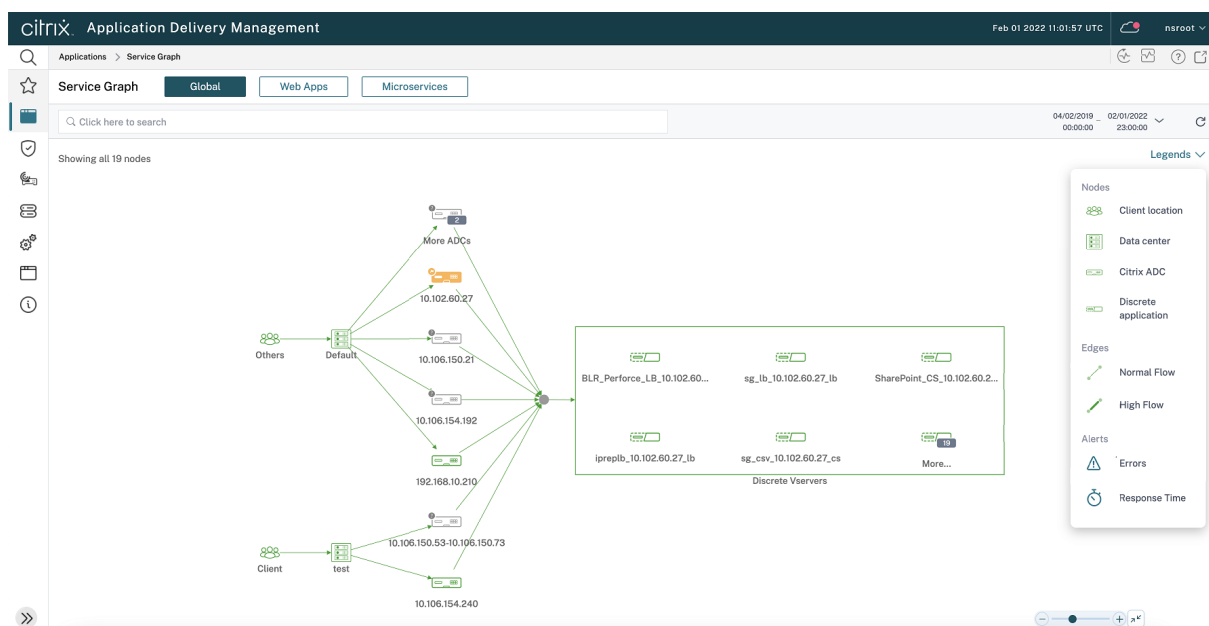 citrix. Application Delivery Management
Feb 01 2022 11:01:57 UTC
nsroot
Applications > Service Graph
Service Graph
Global
Web Apps
Microservices
Click here to search
04/02/2019 _ 02/01/2022
00:00:00 23:00:00
Showing all 19 nodes
Legends
Nodes
Client location
Data center
Citrix ADC
Discrete
application
Edges
Normal Flow
High Flow
Alerts
Errors
Response Time
2
More ADCs
10.102.60.27
Others
Default
10.106.150.21
10.106.154.192
192.168.10.210
10.106.150.53-10.106.150.73
Client
test
10.106.154.240
BLR_Perforce_LB_10.102.60...
sg_lb_10.102.60.27_lb
SharePoint_CS_10.102.60.2...
ipreplb_10.102.60.27_lb
sg_csv_10.102.60.27_cs
19
More...
Discrete Vservers